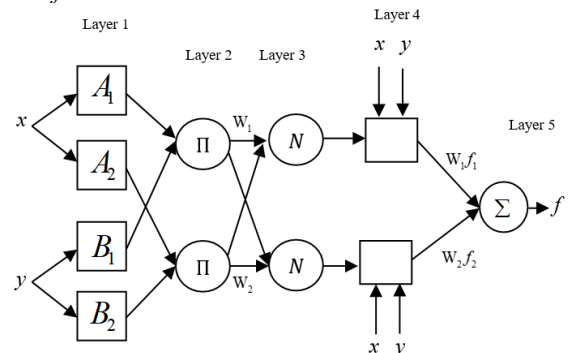 Layer 1
Layer 4
Layer 2
Layer 3
Layer 5
x y
A₁
x
A₂
B₁
y
B₂
Π
Π
W₁
W₂
N
N
W₁f₁
W₂f₂
Σ
f
x y